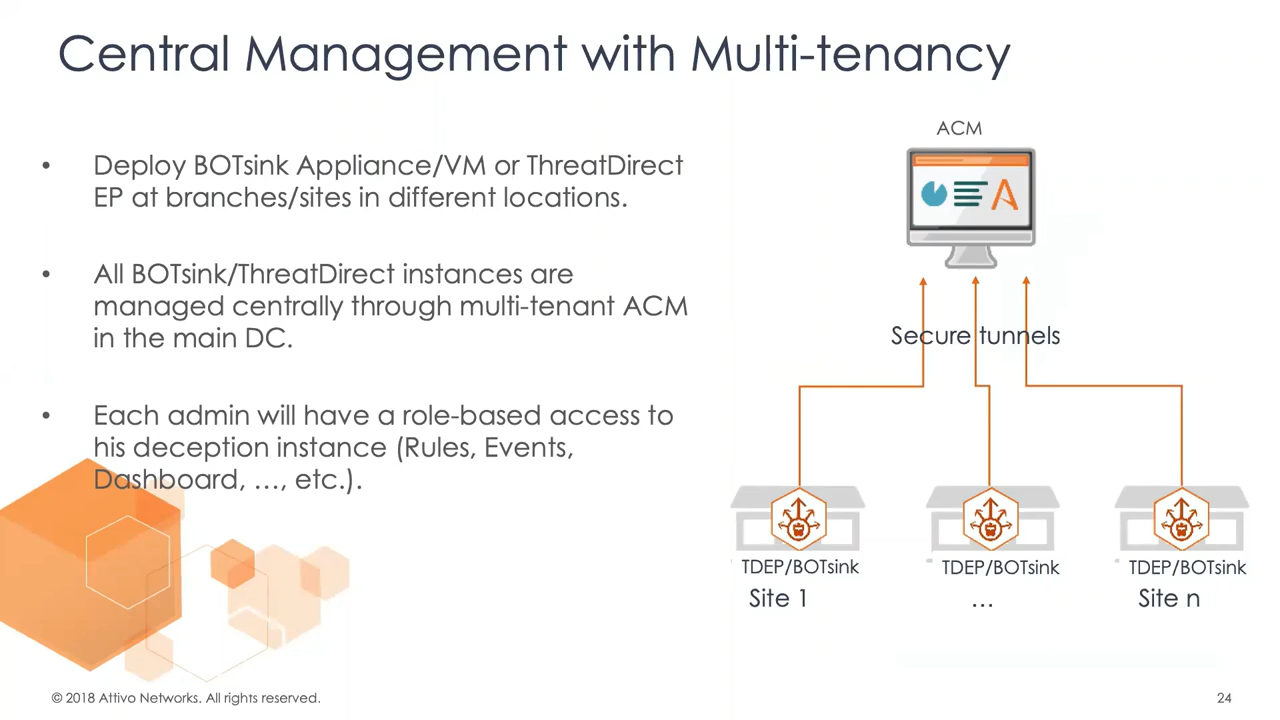 Central Management with Multi-tenancy
• Deploy BOTsink Appliance/VM or ThreatDirect
EP at branches/sites in different locations.
• All BOTsink/ThreatDirect instances are
managed centrally through multi-tenant ACM
in the main DC.
• Each admin will have a role-based access to
his deception instance (Rules, Events,
Dashboard, …, etc.).
ACM
Secure tunnels
TDEP/BOTsink
Site 1
TDEP/BOTsink
…
TDEP/BOTsink
Site n
© 2018 Attivo Networks. All rights reserved.
24